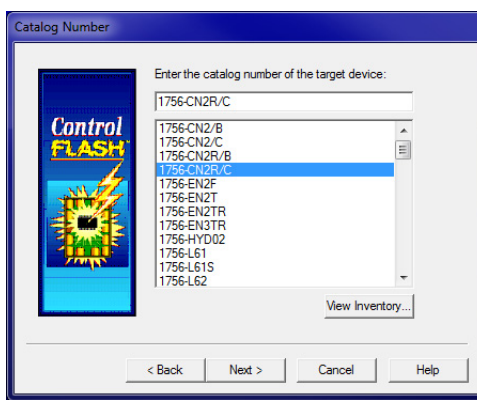 Catalog Number
Enter the catalog number of the target device:
1756-CN2R/C
Control
FLASH
1756-CN2/B
1756-CN2/C
1756-CN2R/B
1756-CN2R/C
1756-EN2F
1756-EN2T
1756-EN2TR
1756-EN3TR
1756-HYD02
1756-L61
1756-L61S
1756-L62
View Inventory...
< Back
Next >
Cancel
Help